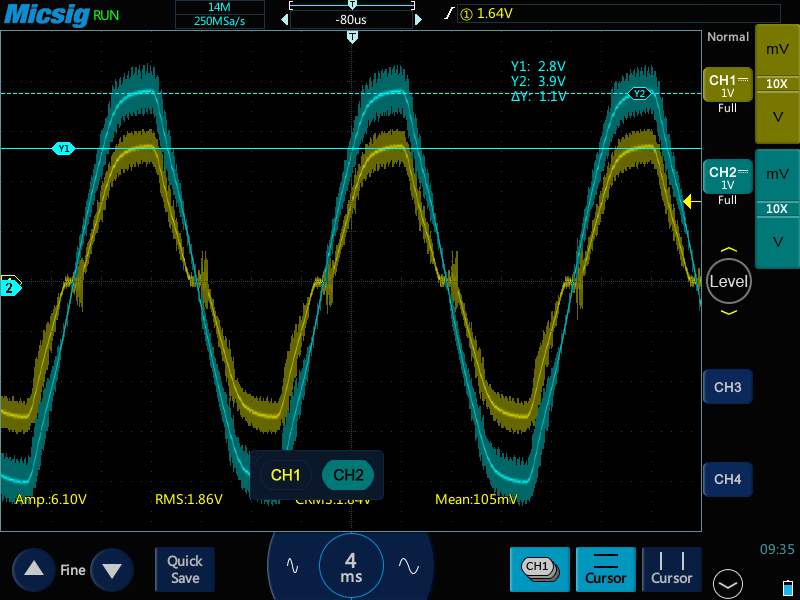 Micsig RUN
14M
250MSa/s
T
-80us
T
① 1.64V
Normal
mV
10X
V
CH1
1V
Full
mV
10X
V
CH2
1V
Full
Y1: 2.8V
Y2: 3.9V
ΔY: 1.1V
Y2
Y1
2
Level
CH3
CH4
CH1 CH2
Amp.:6.10V RMS:1.86V CRMS:1.84V Mean:105mV
Fine
Quick
Save
4
ms
CH1
Cursor
Cursor
09:35